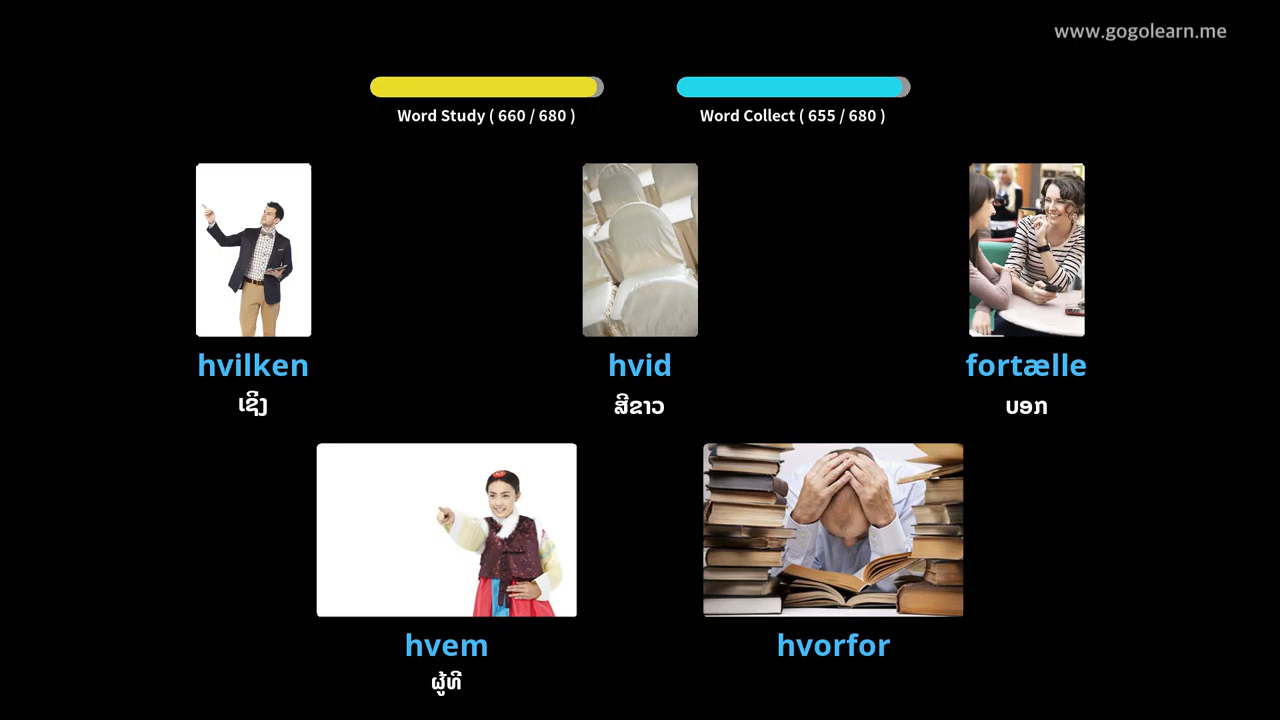 www.gogolearn.me
Word Study ( 660 / 680 )
Word Collect ( 655 / 680 )
hvilken
ເຊິ່ງ
hvid
ສີຂາວ
fortælle
ບອກ
hvem
ຜູ້ທີ່
hvorfor